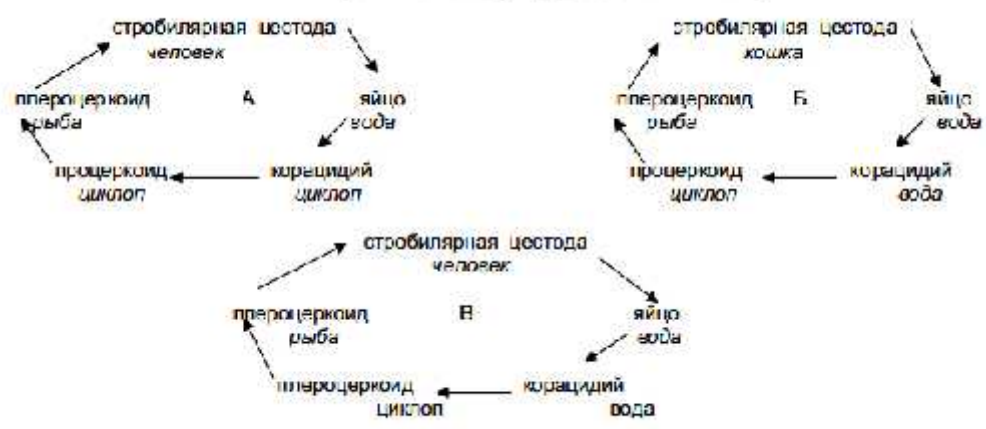 стробилярная цестода
человек
плероцеркоид А яйцо
рыба вода
процеркоид корацидий
циклоп циклоп
стробилярная цестода
кошка
плероцеркоид Б яйцо
рыба вода
процеркоид корацидий
циклоп вода
стробилярная цестода
человек
плероцеркоид В яйцо
рыба вода
плероцеркоид корацидий
циклоп вода